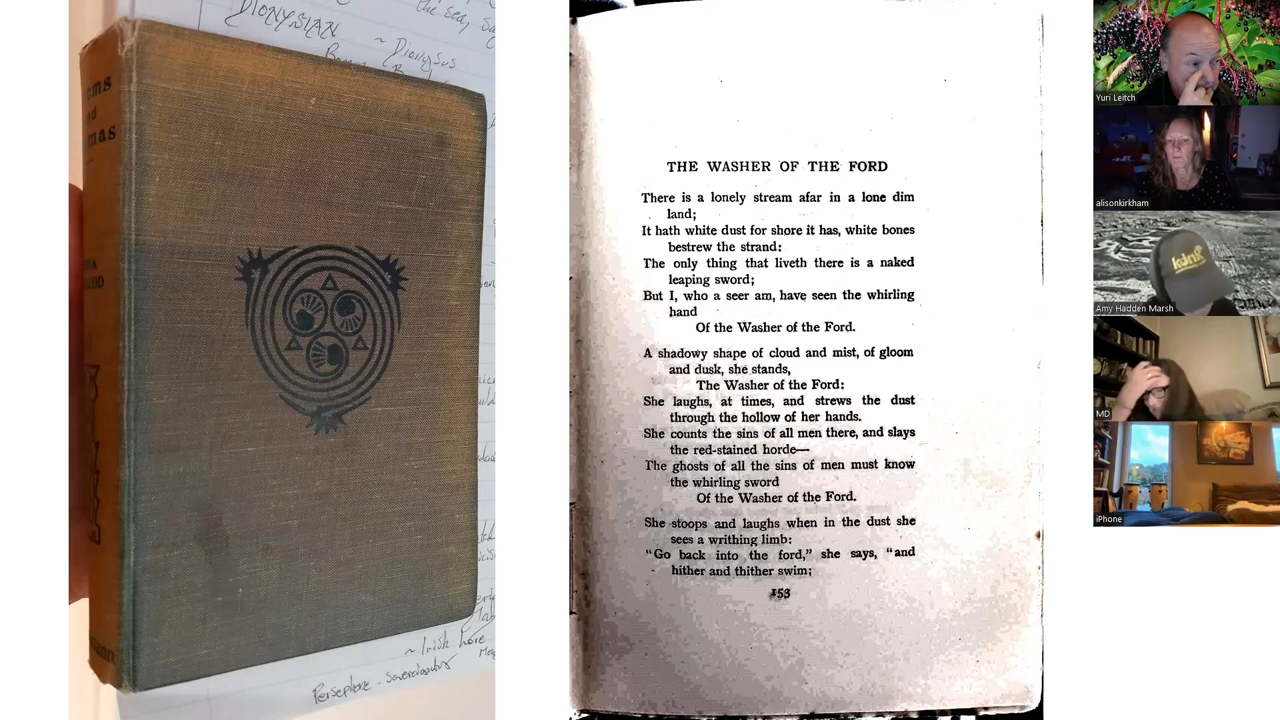 DIONYSIAN
the sea,
~ Dionysus
THE WASHER OF THE FORD
There is a lonely stream afar in a lone dim
land;
It hath white dust for shore it has, white bones
bestrew the strand:
The only thing that liveth there is a naked
leaping sword;
But I, who a seer am, have seen the whirling
hand
Of the Washer of the Ford.
A shadowy shape of cloud and mist, of gloom
and dusk, she stands,
The Washer of the Ford:
She laughs, at times, and strews the dust
through the hollow of her hands.
She counts the sins of all men there, and slays
the red-stained horde—
The ghosts of all the sins of men must know
the whirling sword
Of the Washer of the Ford.
She stoops and laughs when in the dust she
sees a writhing limb:
"Go back into the ford," she says, "and
hither and thither swim;
153
~ Irish lore
Persephone -
Yuri Leitch
alisonkirkham
kdnk
Amy Hadden Marsh
MD
iPhone